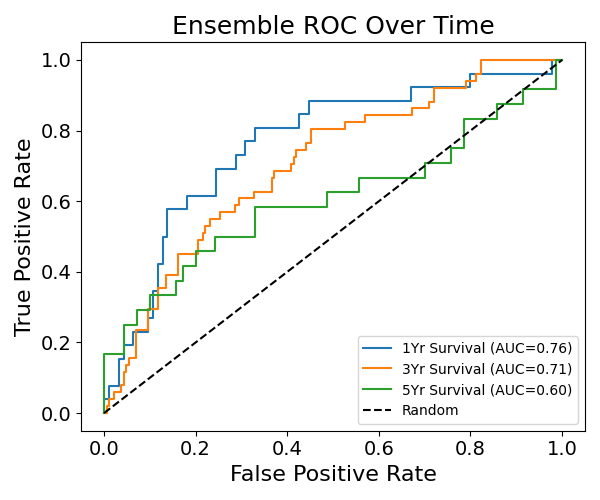 Ensemble ROC Over Time
True Positive Rate
1.0
0.8
0.6
0.4
0.2
0.0
1Yr Survival (AUC=0.76)
3Yr Survival (AUC=0.71)
5Yr Survival (AUC=0.60)
Random
0.0 0.2 0.4 0.6 0.8 1.0
False Positive Rate